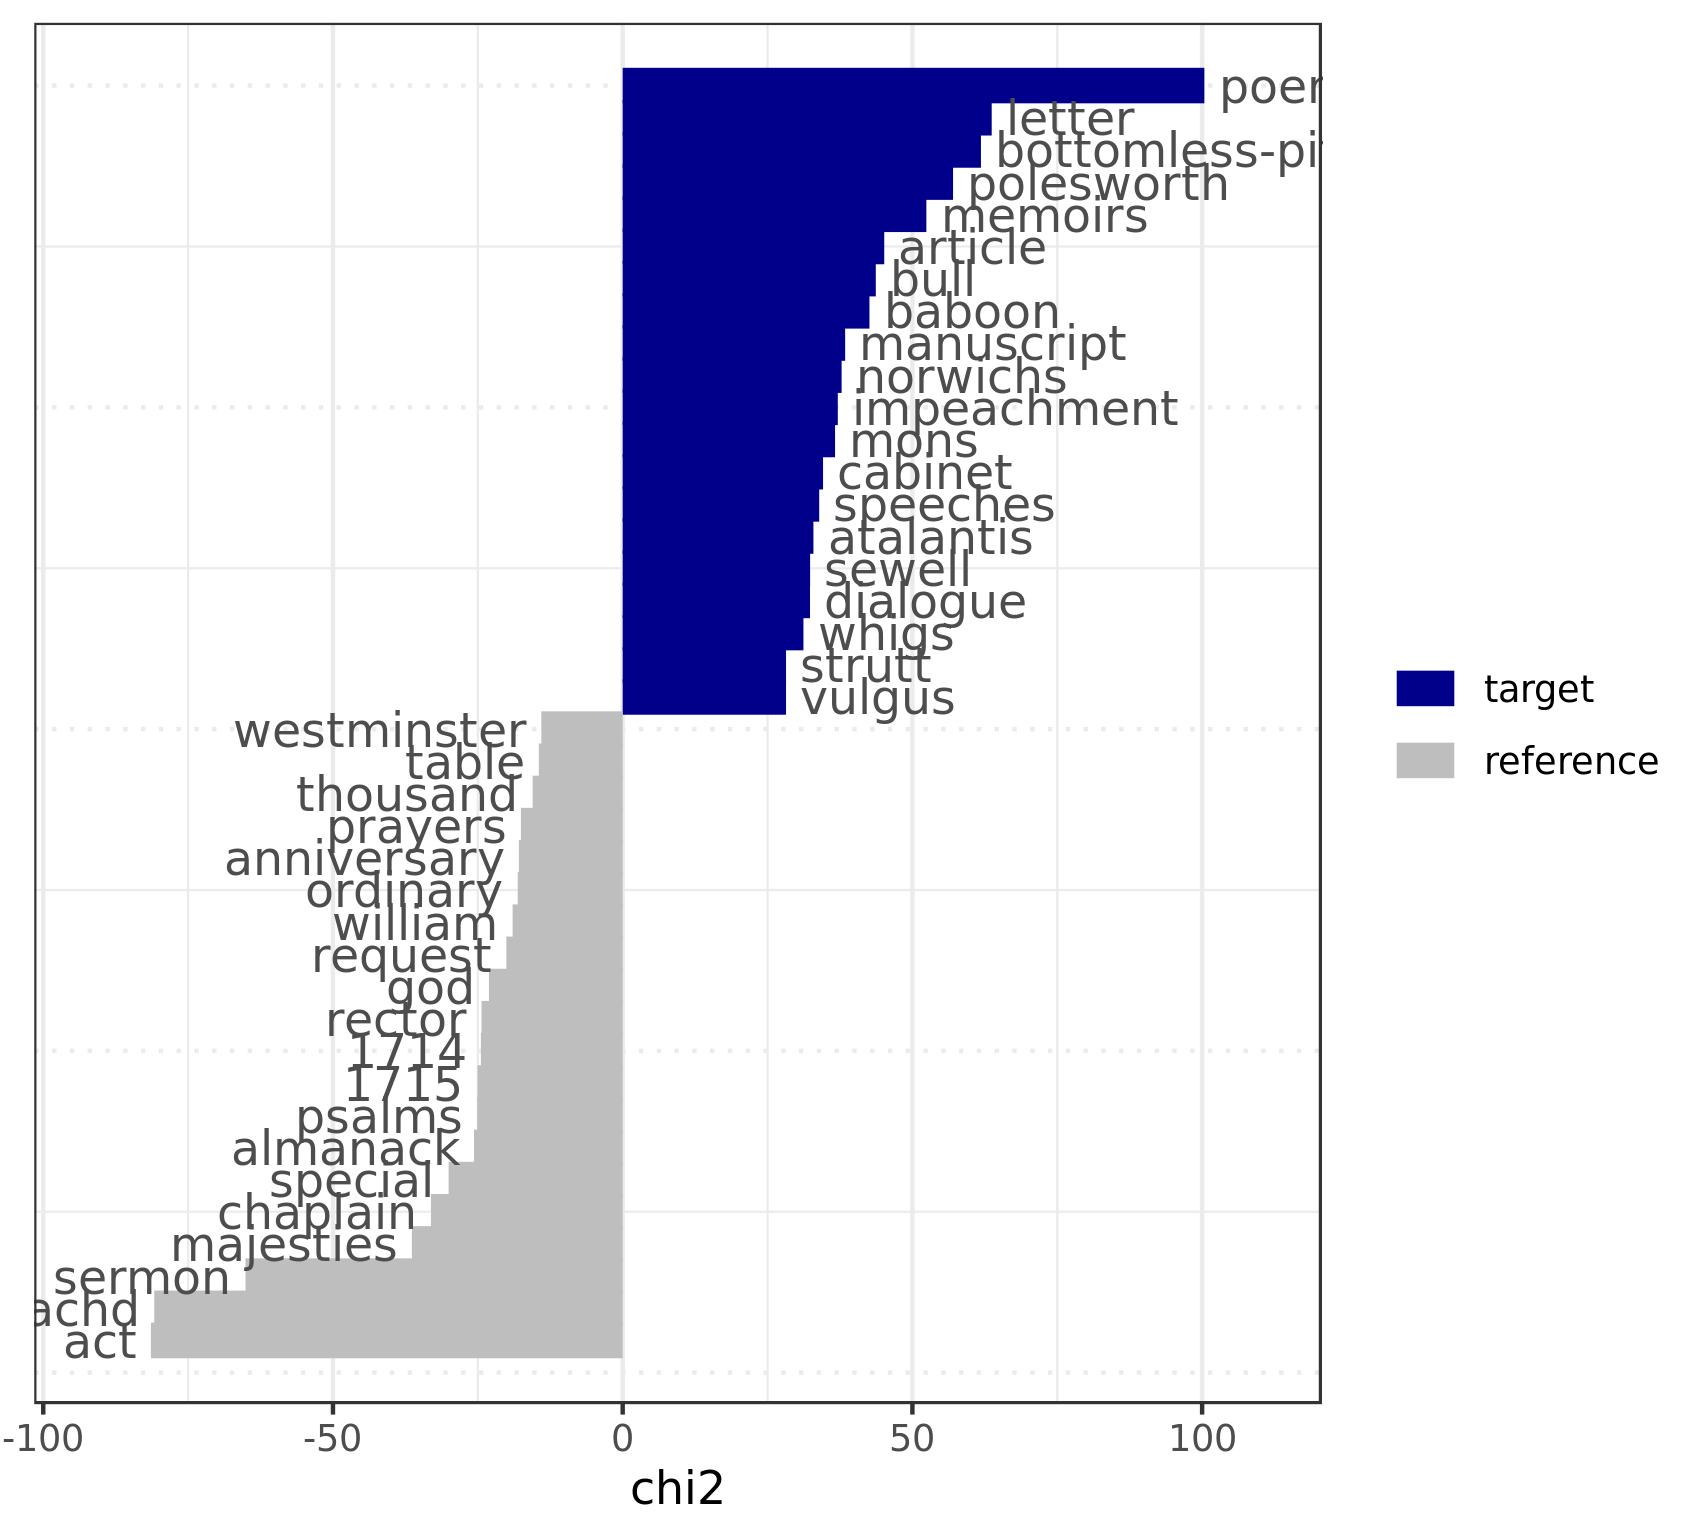 poem
letter
bottomless-pit
polesworth
memoirs
article
bull
baboon
manuscript
norwichs
impeachment
mons
cabinet
speeches
atalantis
sewell
dialogue
whigs
strutt
vulgus
westminster
table
thousand
prayers
anniversary
ordinary
william
request
god
rector
1714
1715
psalms
almanack
special
chaplain
majesties
sermon
achd
act
target
reference
-100 -50 0 50 100
chi2